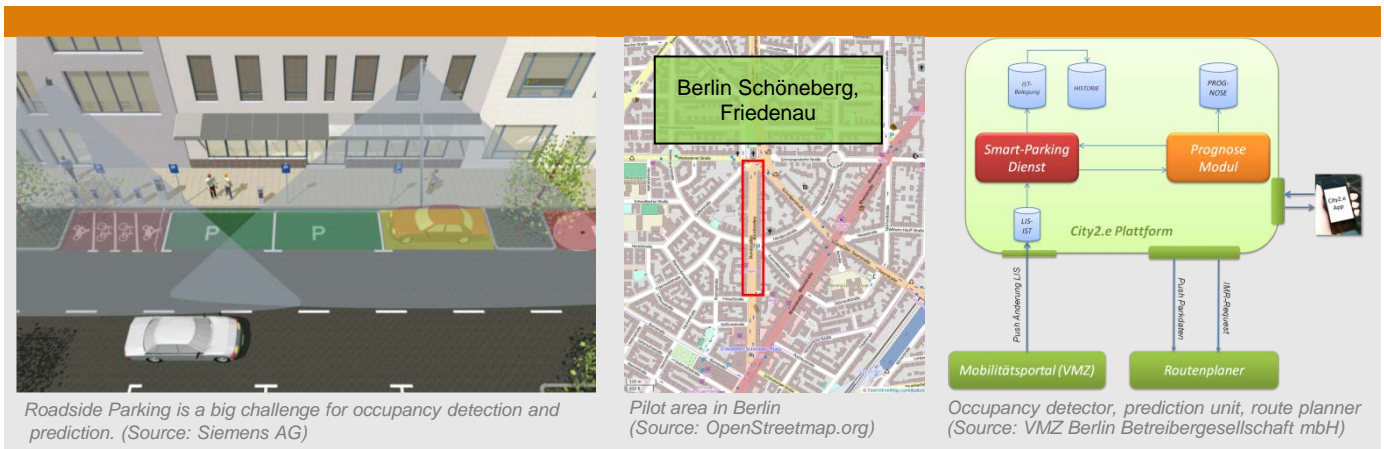 P
P
Berlin Schöneberg,
Friedenau
100 m
IST-
Belegung
HISTORIE
PROG-
NOSE
Smart-Parking
Dienst
Prognose
Modul
LIS-
IST
City2.e Plattform
City2.e
App
Push Änderung LIS
Push Parkdaten
IMR-Request
Mobilitätsportal (VMZ)
Routenplaner
Roadside Parking is a big challenge for occupancy detection and
prediction. (Source: Siemens AG)
Pilot area in Berlin
(Source: OpenStreetmap.org)
Occupancy detector, prediction unit, route planner
(Source: VMZ Berlin Betreibergesellschaft mbH)